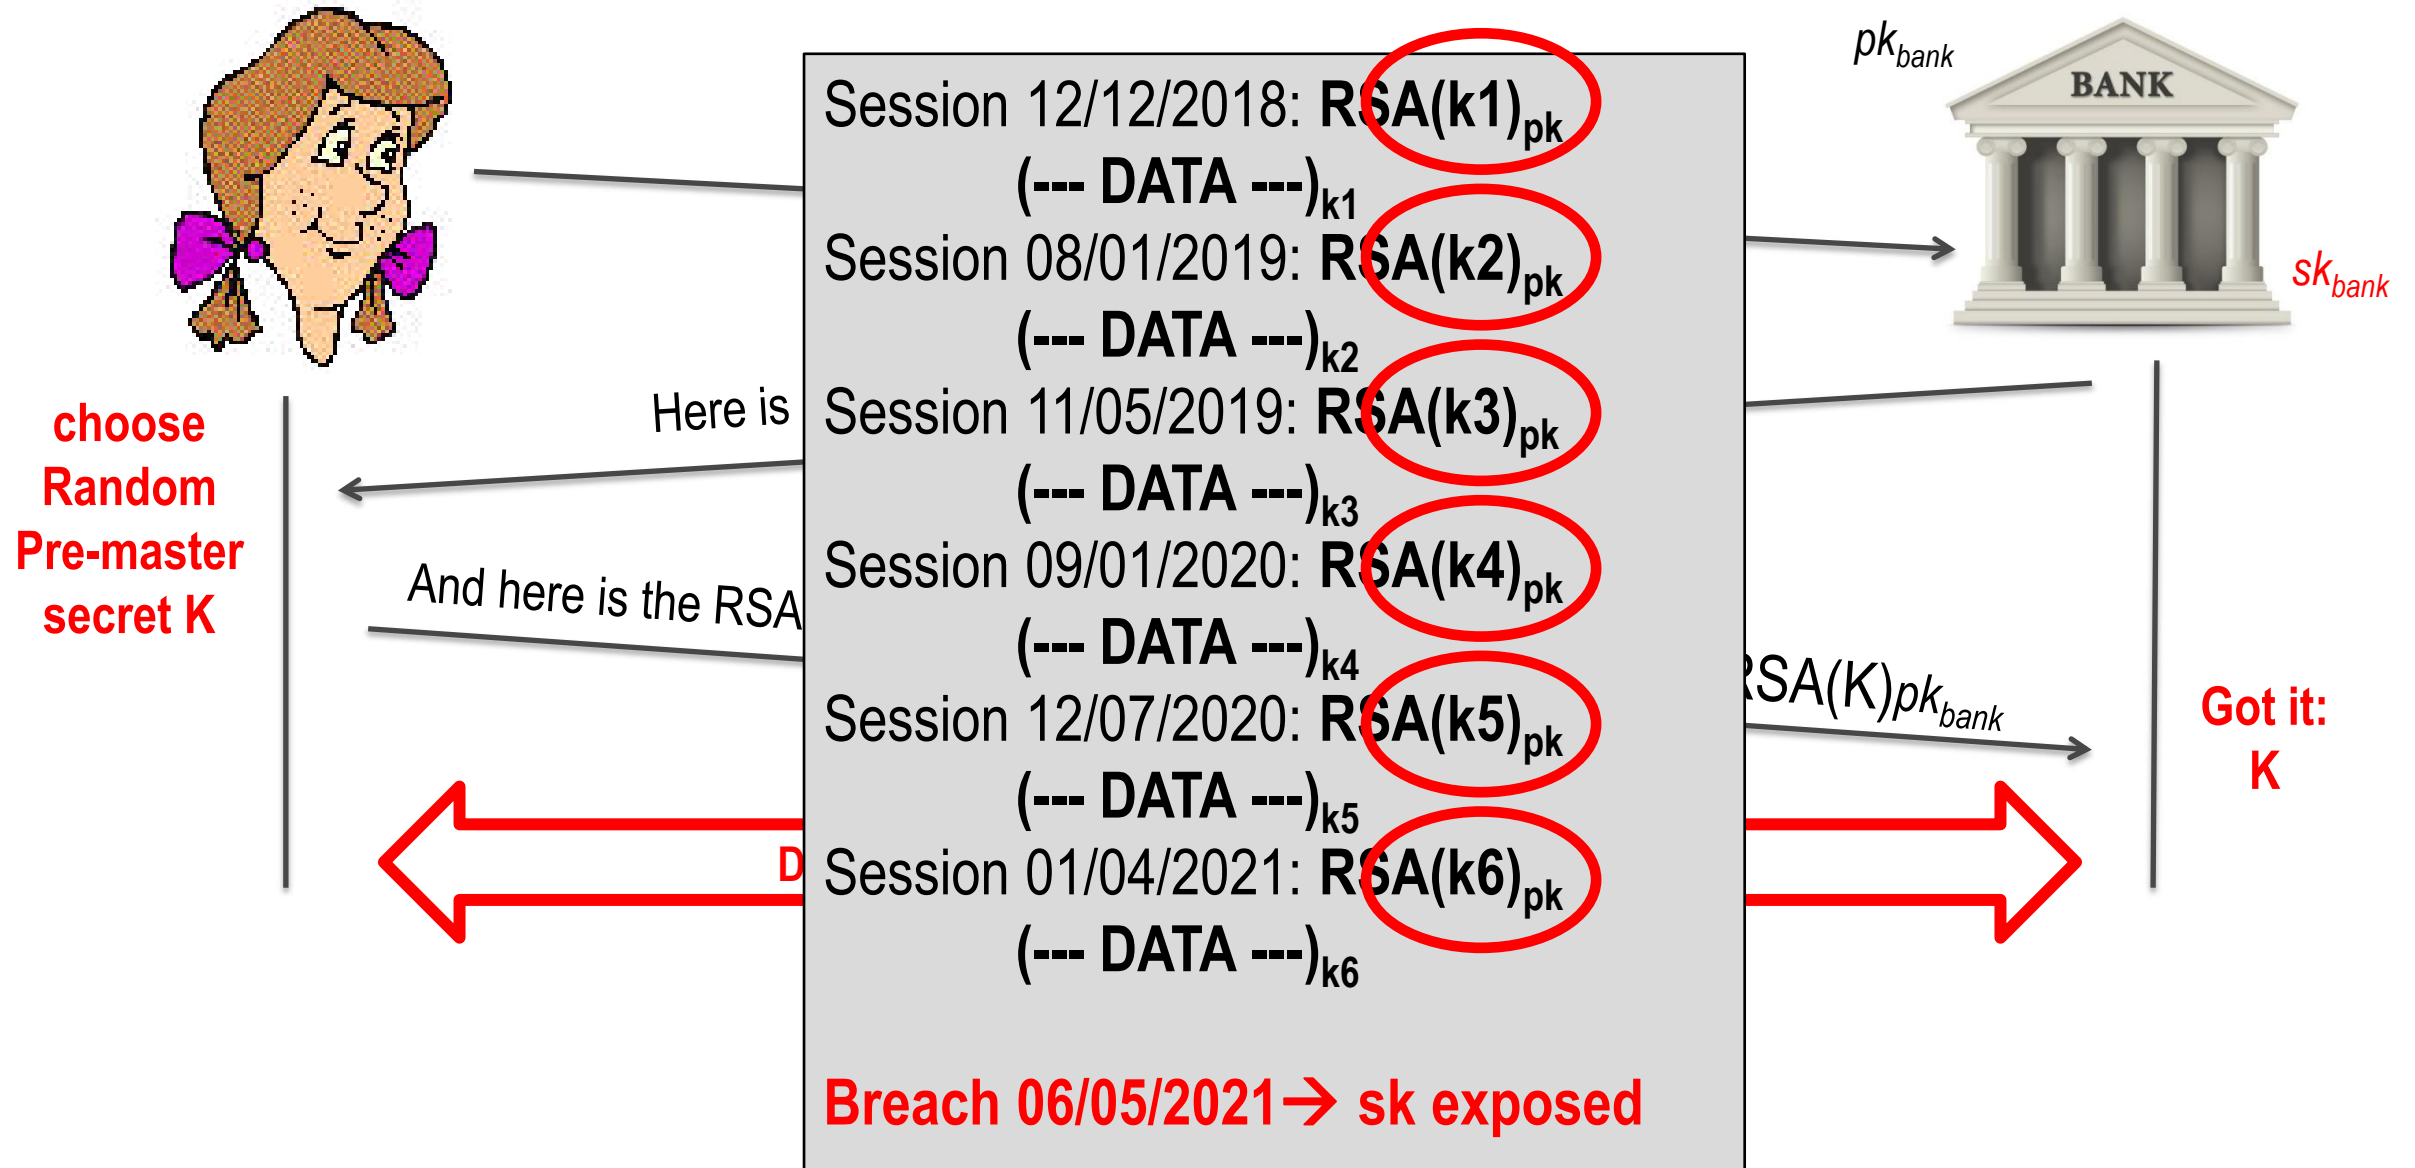 pk_bank
BANK
sk_bank
Session 12/12/2018: RSA(k1)_pk
(--- DATA ---)_k1
Session 08/01/2019: RSA(k2)_pk
(--- DATA ---)_k2
Session 11/05/2019: RSA(k3)_pk
(--- DATA ---)_k3
Session 09/01/2020: RSA(k4)_pk
(--- DATA ---)_k4
Session 12/07/2020: RSA(k5)_pk
(--- DATA ---)_k5
Session 01/04/2021: RSA(k6)_pk
(--- DATA ---)_k6
Breach 06/05/2021→ sk exposed
choose
Random
Pre-master
secret K
Here is
And here is the RSA
RSA(K)pk_bank
Got it:
K
D